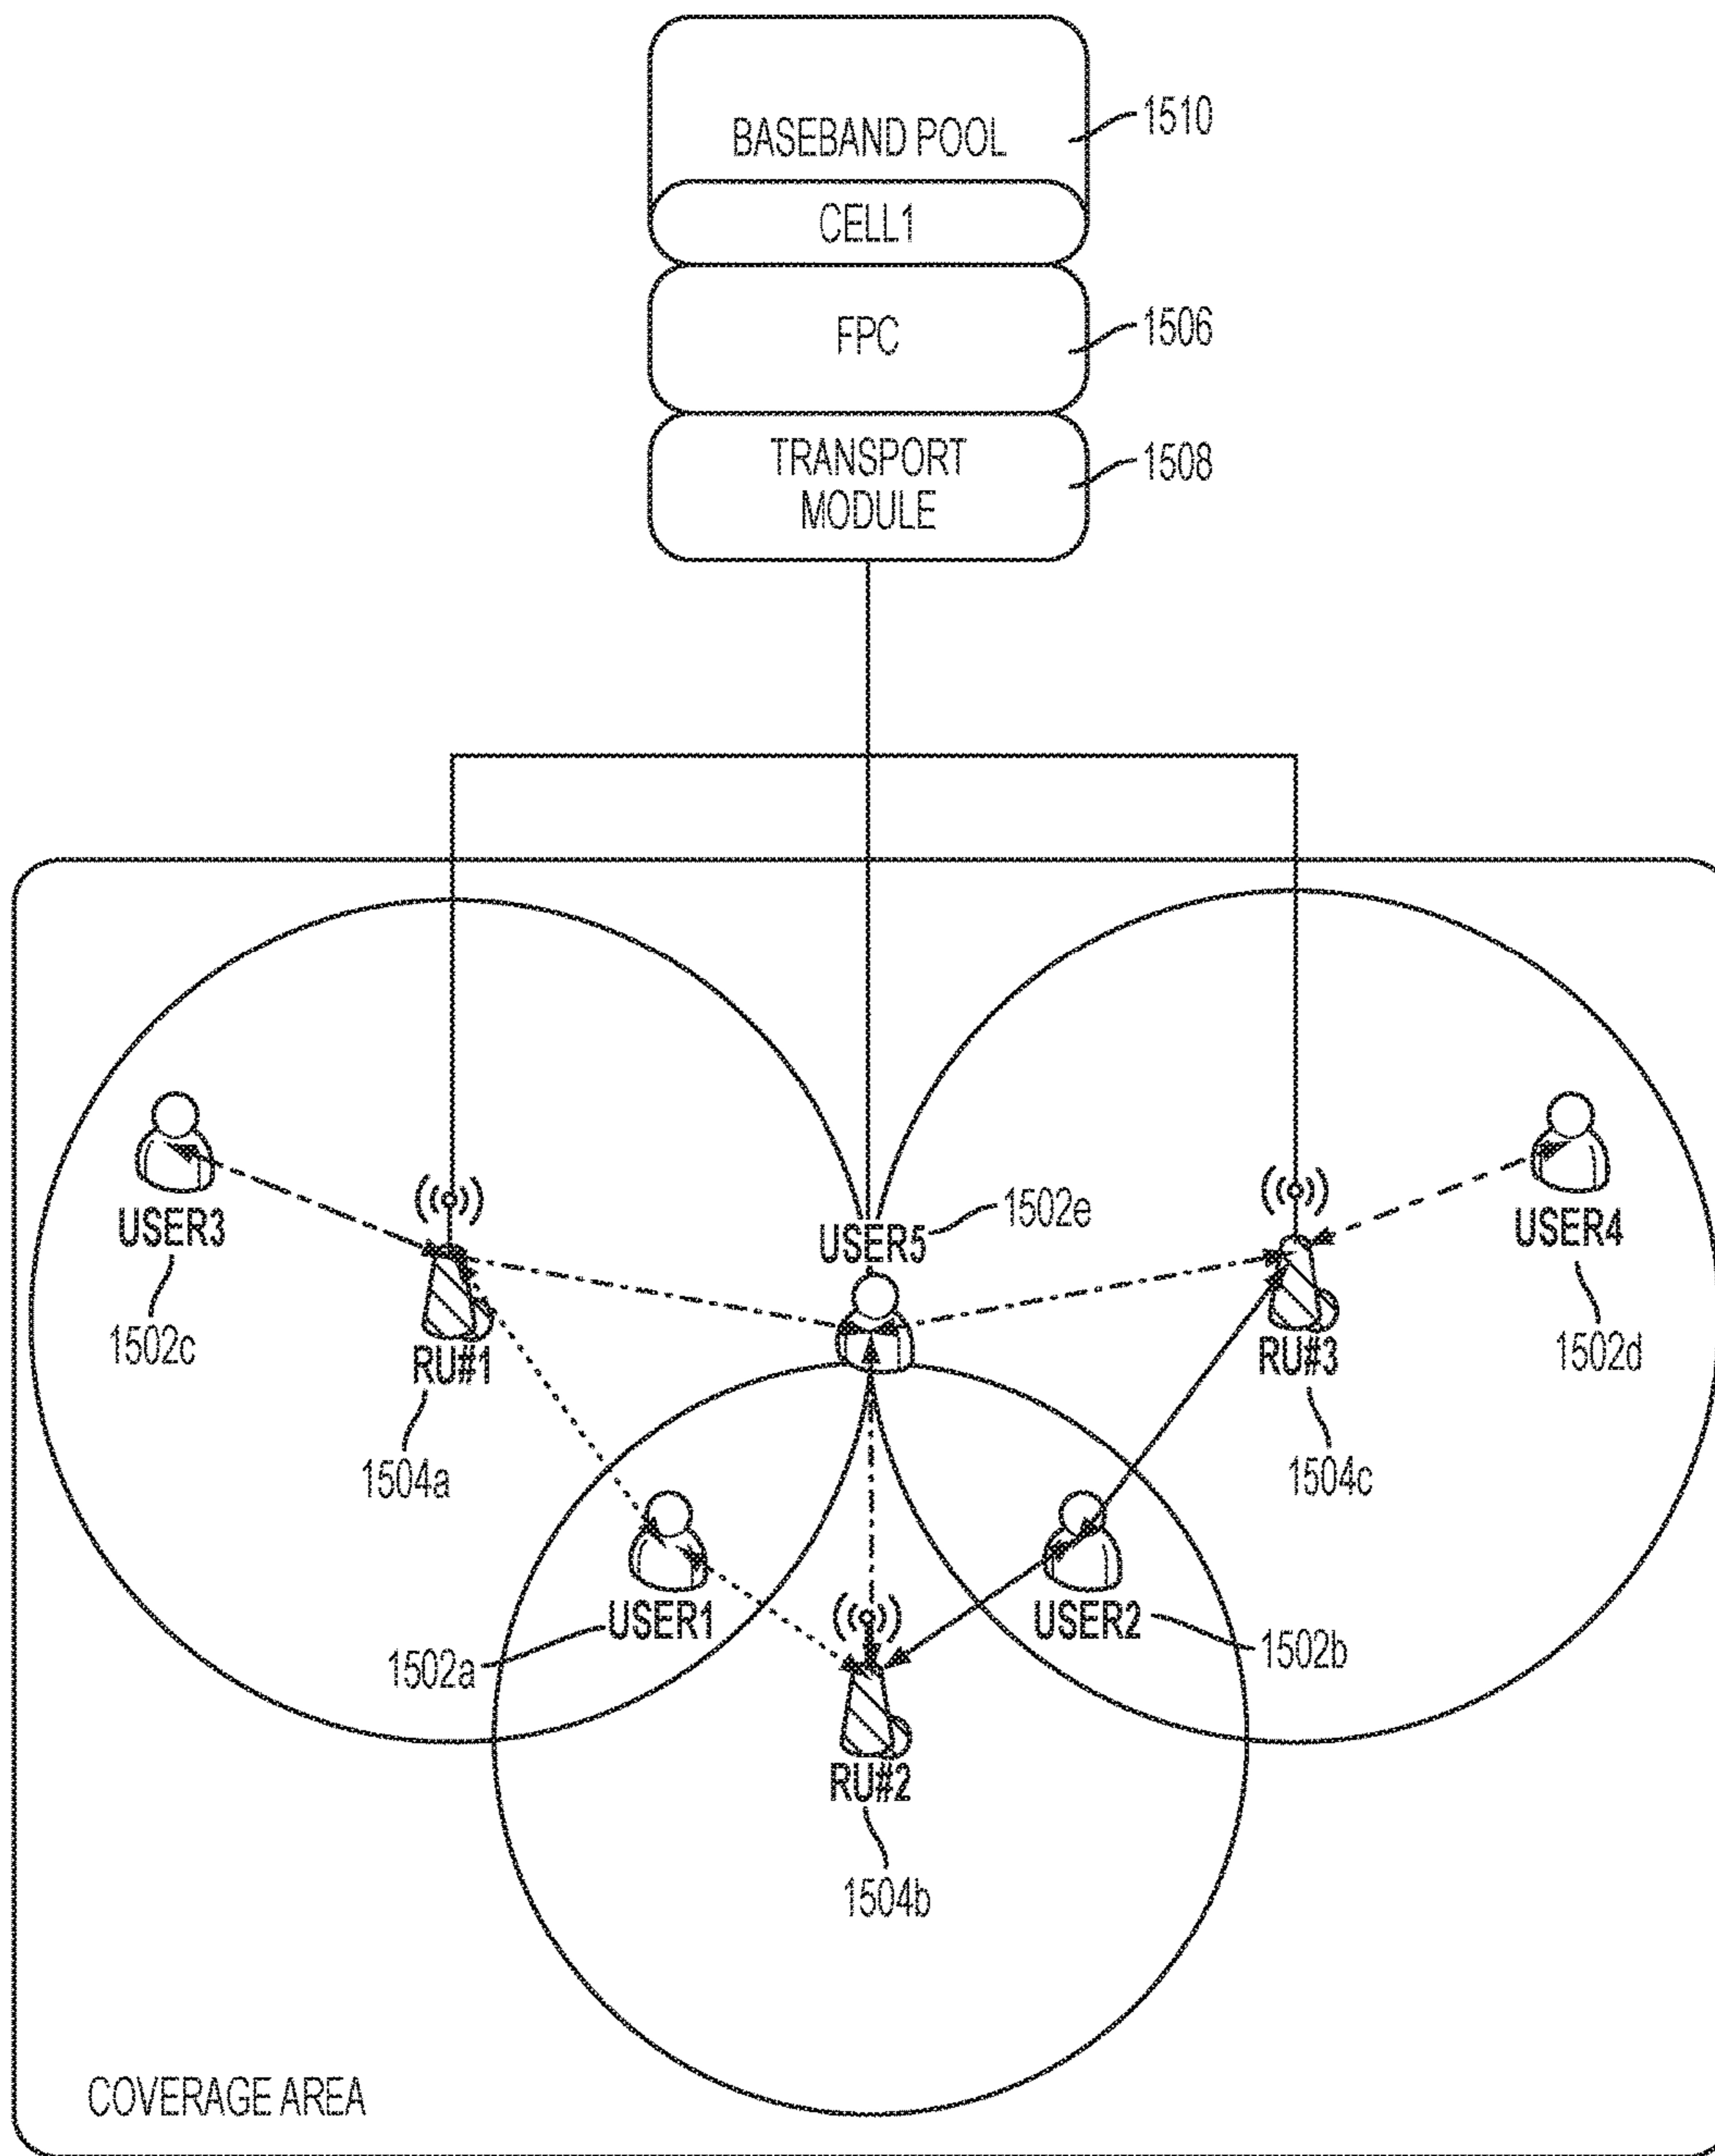 BASEBAND POOL
1510
CELL1
FPC
1506
TRANSPORT
MODULE
1508
USER3
1502c
RU#1
1504a
USER5
1502e
RU#3
1504c
USER4
1502d
USER1
1502a
USER2
1502b
RU#2
1504b
COVERAGE AREA